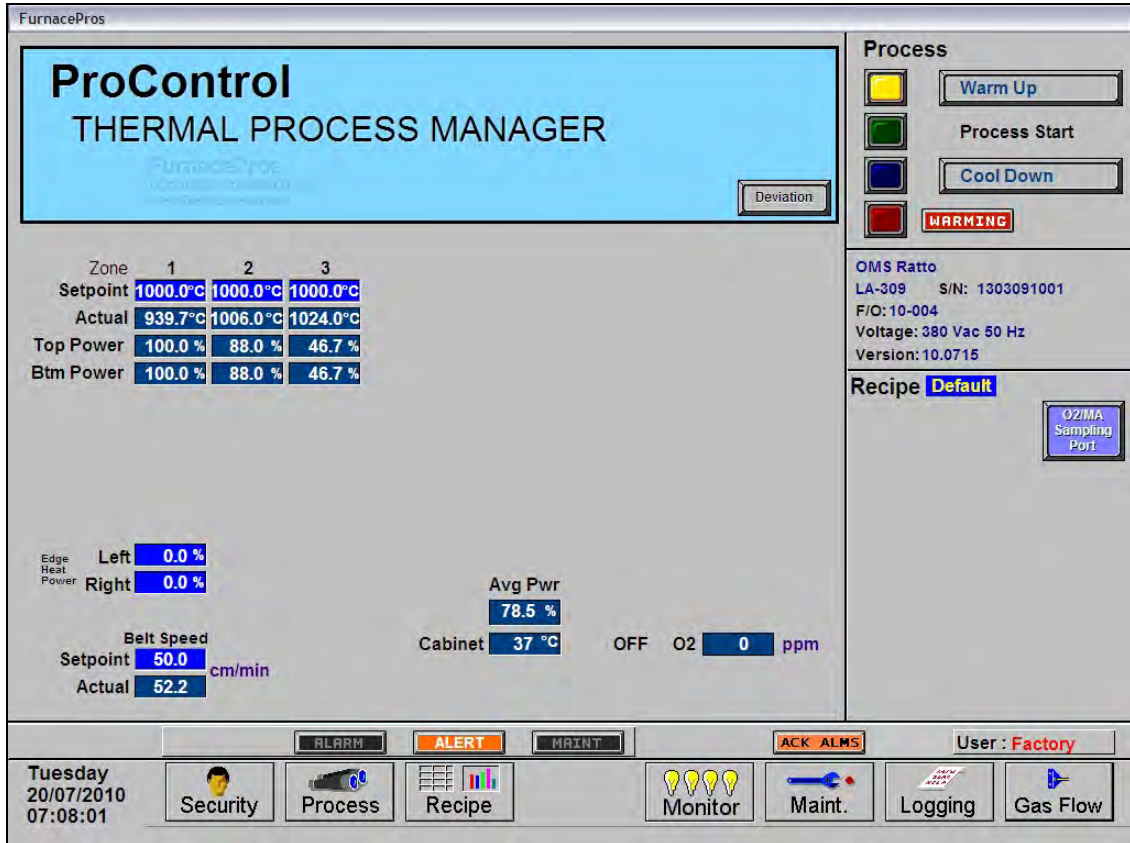 FurnacePros
ProControl
THERMAL PROCESS MANAGER
FurnacePros
Deviation
Process
Warm Up
Process Start
Cool Down
WARMING
OMS Ratto
LA-309 S/N: 1303091001
F/O: 10-004
Voltage: 380 Vac 50 Hz
Version: 10.0715
Recipe Default
O2/MA
Sampling
Port
Zone 1 2 3
Setpoint 1000.0°C 1000.0°C 1000.0°C
Actual 939.7°C 1006.0°C 1024.0°C
Top Power 100.0 % 88.0 % 46.7 %
Btm Power 100.0 % 88.0 % 46.7 %
Edge
Heat
Power
Left 0.0 %
Right 0.0 %
Belt Speed
Setpoint 50.0
cm/min
Actual 52.2
Avg Pwr
78.5 %
Cabinet 37 °C
OFF O2 0 ppm
ALARM ALERT MAINT ACK ALMS User : Factory
Tuesday
20/07/2010
07:08:01
Security Process Recipe Monitor Maint. Logging Gas Flow